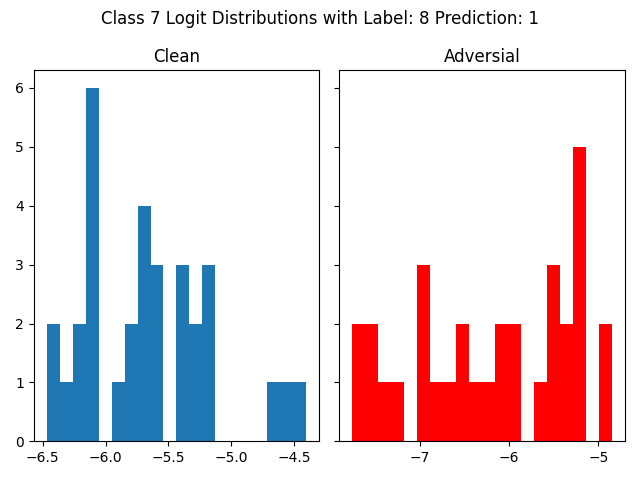 Class 7 Logit Distributions with Label: 8 Prediction: 1
Clean
Adversial
6
5
4
3
2
1
0
−6.5 −6.0 −5.5 −5.0 −4.5
−7 −6 −5